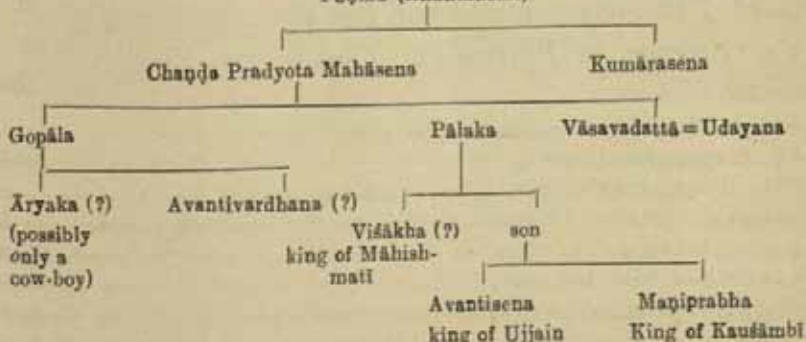 Chaṇḍa Pradyota Mahāsena Kumārasena
Gopāla Pālaka Vāsavadattā=Udayana
Āryaka (?) Avantivardhana (?) Viśākha (?) son
(possibly king of Māhish-
only a matī
cow-boy)
Avantisena Maṇiprabha
king of Ujjain King of Kauśāmbī